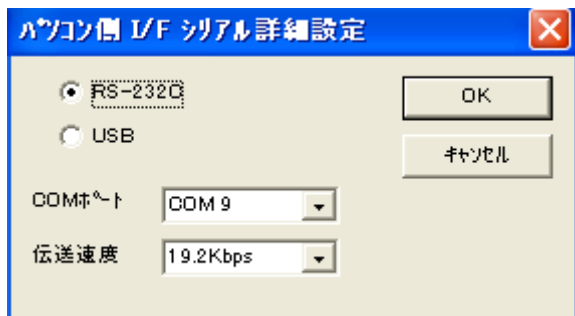 ﾊﾟｿｺﾝ側 I/F ｼﾘｱﾙ詳細設定
RS-232C
OK
USB
ｷｬﾝｾﾙ
COMﾎﾟｰﾄ COM 9
伝送速度 19.2Kbps